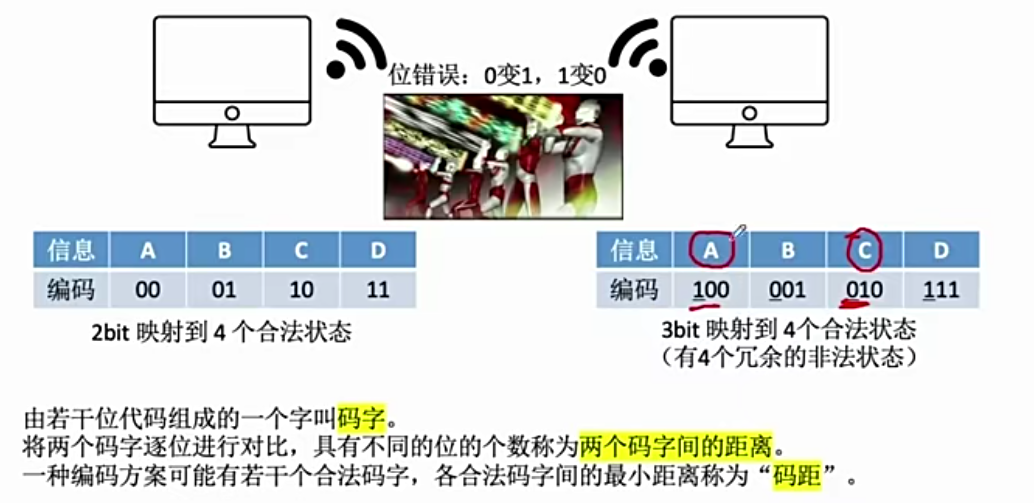 位错误：0变1，1变0
信息 A B C D
编码 00 01 10 11
2bit 映射到 4 个合法状态
信息 A B C D
编码 100 001 010 111
3bit 映射到 4个合法状态
（有4个冗余的非法状态）
由若干位代码组成的一个字叫码字。
将两个码字逐位进行对比，具有不同的位的个数称为两个码字间的距离。
一种编码方案可能有若干个合法码字，各合法码字间的最小距离称为“码距”。